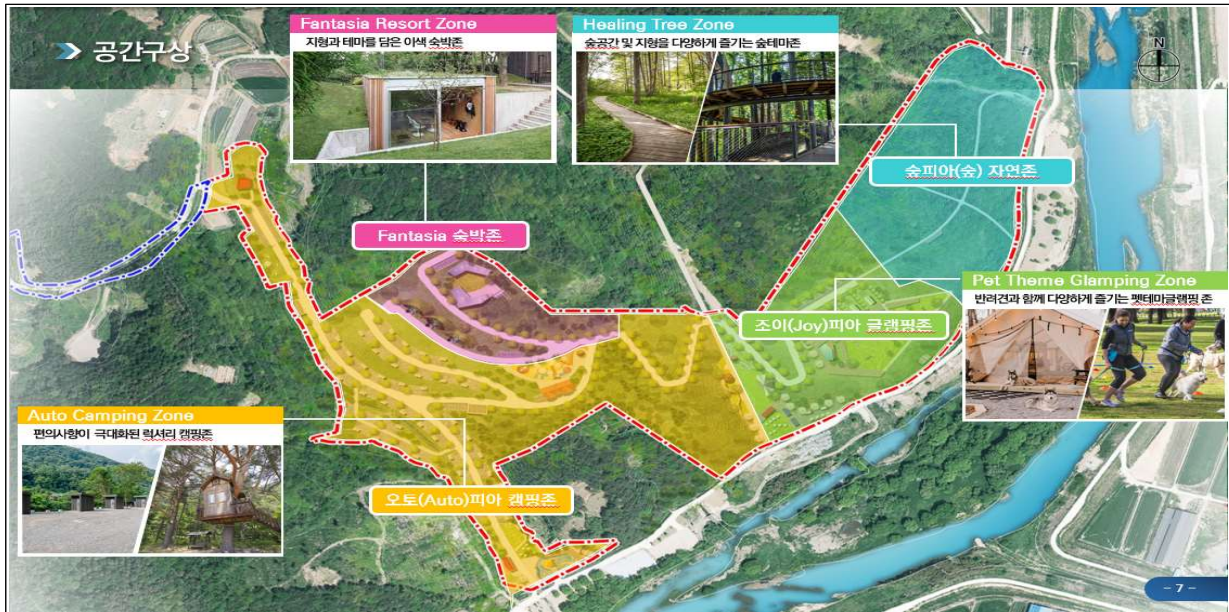 공간구상
Fantasia Resort Zone
지형과 테마를 담은 이색 숙박존
Healing Tree Zone
숲공간 및 지형을 다양하게 즐기는 숲테마존
N
숲피아(숲) 자연존
Fantasia 숙박존
Pet Theme Glamping Zone
반려견과 함께 다양하게 즐기는 펫테마글램핑 존
조이(Joy)피아 글램핑존
Auto Camping Zone
편의사항이 극대화된 럭셔리 캠핑존
오토(Auto)피아 캠핑존
- 7 -